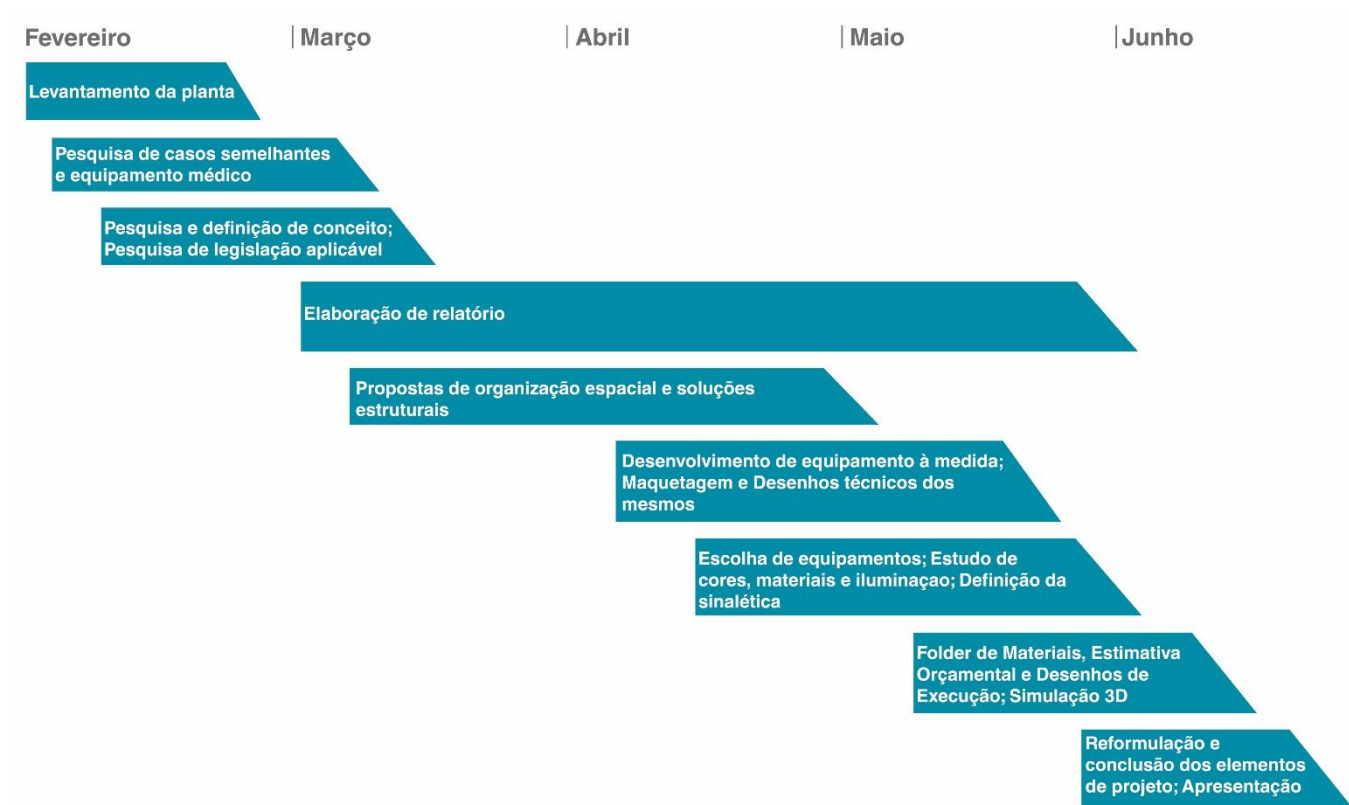 Fevereiro | Março | Abril | Maio | Junho
Levantamento da planta
Pesquisa de casos semelhantes
e equipamento médico
Pesquisa e definição de conceito;
Pesquisa de legislação aplicável
Elaboração de relatório
Propostas de organização espacial e soluções
estruturais
Desenvolvimento de equipamento à medida;
Maquetagem e Desenhos técnicos dos
mesmos
Escolha de equipamentos; Estudo de
cores, materiais e iluminaçao; Definição da
sinalética
Folder de Materiais, Estimativa
Orçamental e Desenhos de
Execução; Simulação 3D
Reformulação e
conclusão dos elementos
de projeto; Apresentação